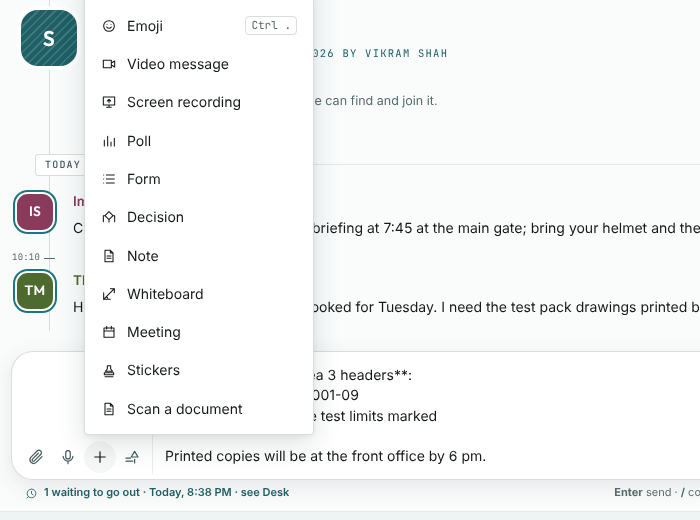 S
Emoji
Ctrl .
026 BY VIKRAM SHAH
Video message
Screen recording
e can find and join it.
Poll
TODAY
Form
IS
In
Decision
C
briefing at 7:45 at the main gate; bring your helmet and the
10:10
Note
TM
Whiteboard
H
ooked for Tuesday. I need the test pack drawings printed b
Meeting
Stickers
ea 3 headers**:
001-09
Scan a document
e test limits marked
Printed copies will be at the front office by 6 pm.
1 waiting to go out · Today, 8:38 PM · see Desk
Enter send · / co